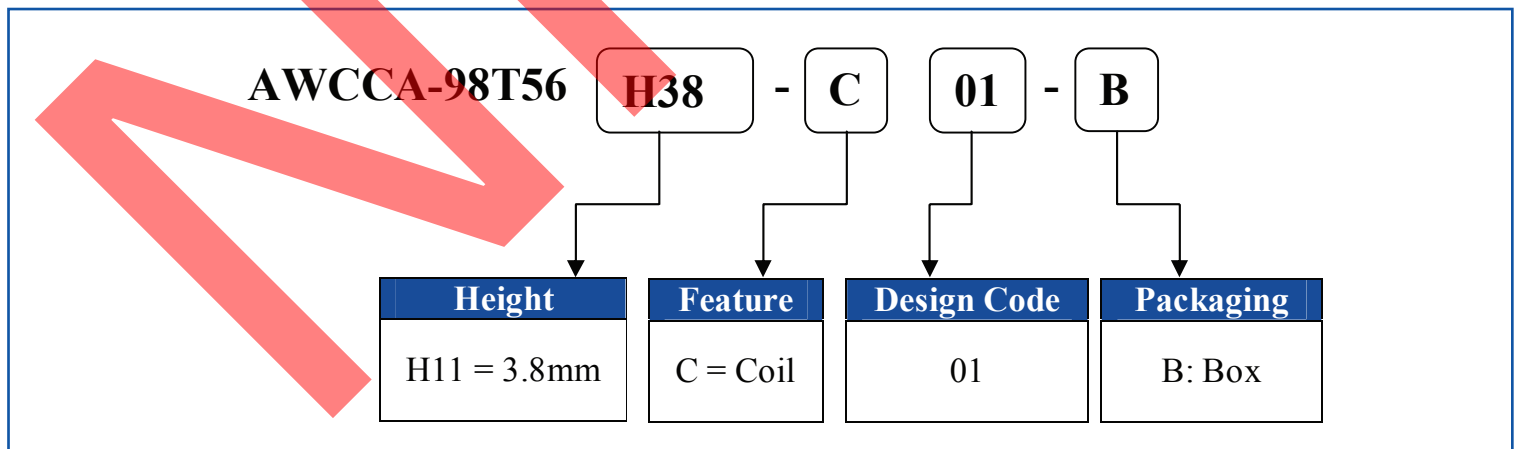 AWCCA-98T56 H38 - C 01 - B
Height Feature Design Code Packaging
H11 = 3.8mm C = Coil 01 B: Box